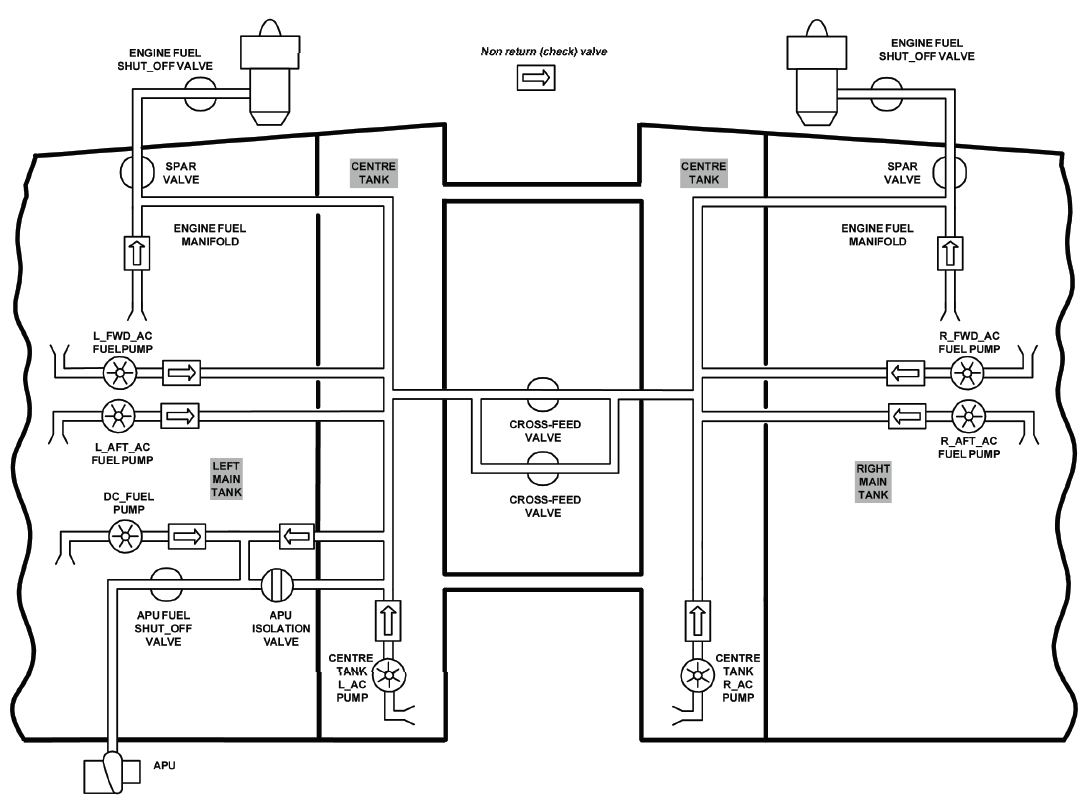 Non return (check) valve
ENGINE FUEL
SHUT_OFF VALVE
ENGINE FUEL
SHUT_OFF VALVE
SPAR
VALVE
CENTRE
TANK
CENTRE
TANK
SPAR
VALVE
ENGINE FUEL
MANIFOLD
ENGINE FUEL
MANIFOLD
L_FWD_AC
FUEL PUMP
R_FWD_AC
FUEL PUMP
CROSS-FEED
VALVE
L_AFT_AC
FUEL PUMP
R_AFT_AC
FUEL PUMP
LEFT
MAIN
TANK
RIGHT
MAIN
TANK
DC_FUEL
PUMP
CROSS-FEED
VALVE
APU FUEL
SHUT_OFF
VALVE
APU
ISOLATION
VALVE
CENTRE
TANK
L_AC
PUMP
CENTRE
TANK
R_AC
PUMP
APU